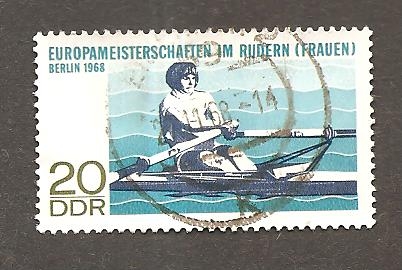 EUROPAMEISTERSCHAFTEN IM RUDERN (FRAUEN)
BERLIN 1968
20
DDR